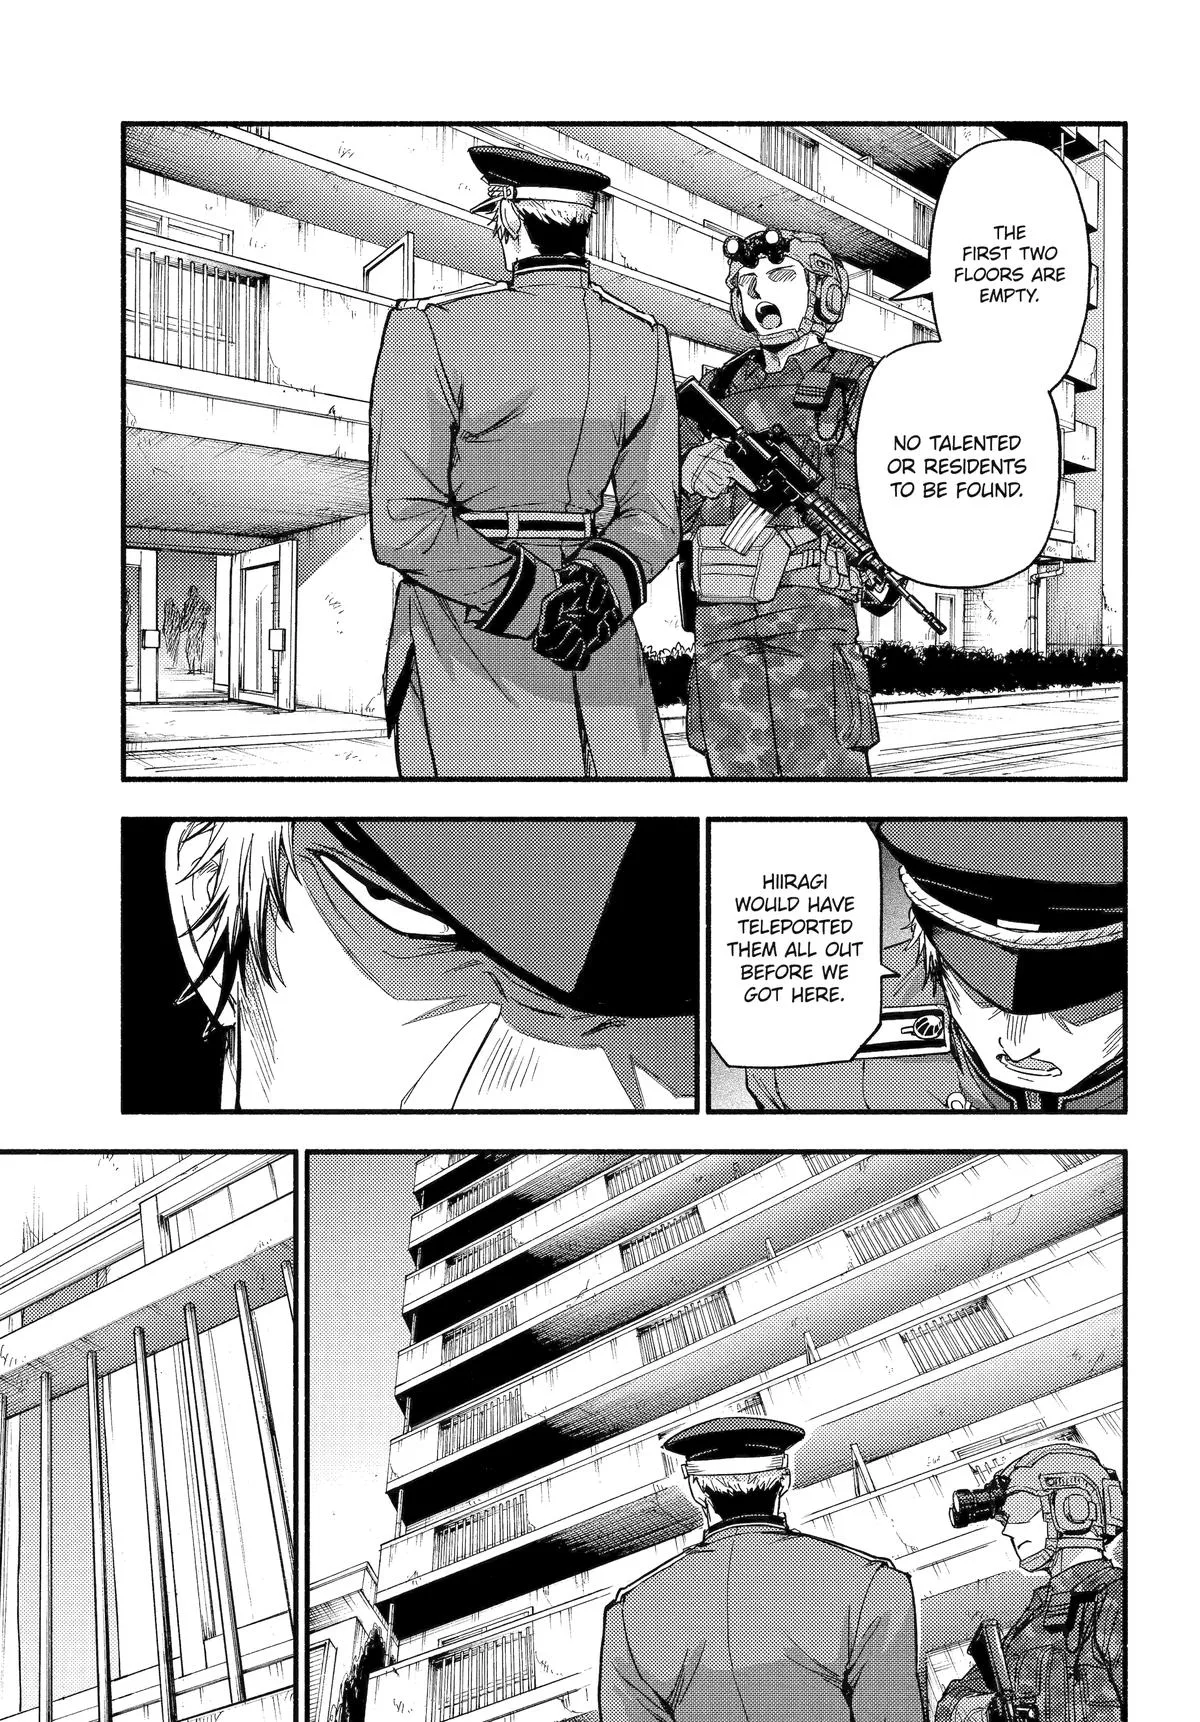 THE
FIRST TWO
FLOORS ARE
EMPTY.
NO TALENTED
OR RESIDENTS
TO BE FOUND.
HIIRAGI
WOULD HAVE
TELEPORTED
THEM ALL OUT
BEFORE WE
GOT HERE.